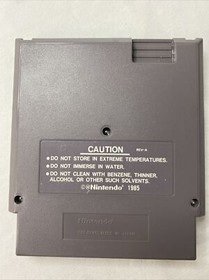 CAUTION REV-A
●DO NOT STORE IN EXTREME TEMPERATURES.
●DO NOT IMMERSE IN WATER.
●DO NOT CLEAN WITH BENZENE, THINNER,
ALCOHOL OR OTHER SUCH SOLVENTS.
©®Nintendo 1985